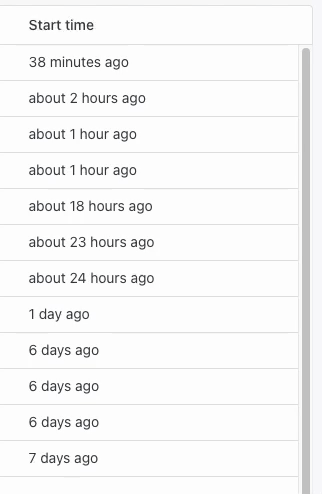 Start time
38 minutes ago
about 2 hours ago
about 1 hour ago
about 1 hour ago
about 18 hours ago
about 23 hours ago
about 24 hours ago
1 day ago
6 days ago
6 days ago
6 days ago
7 days ago